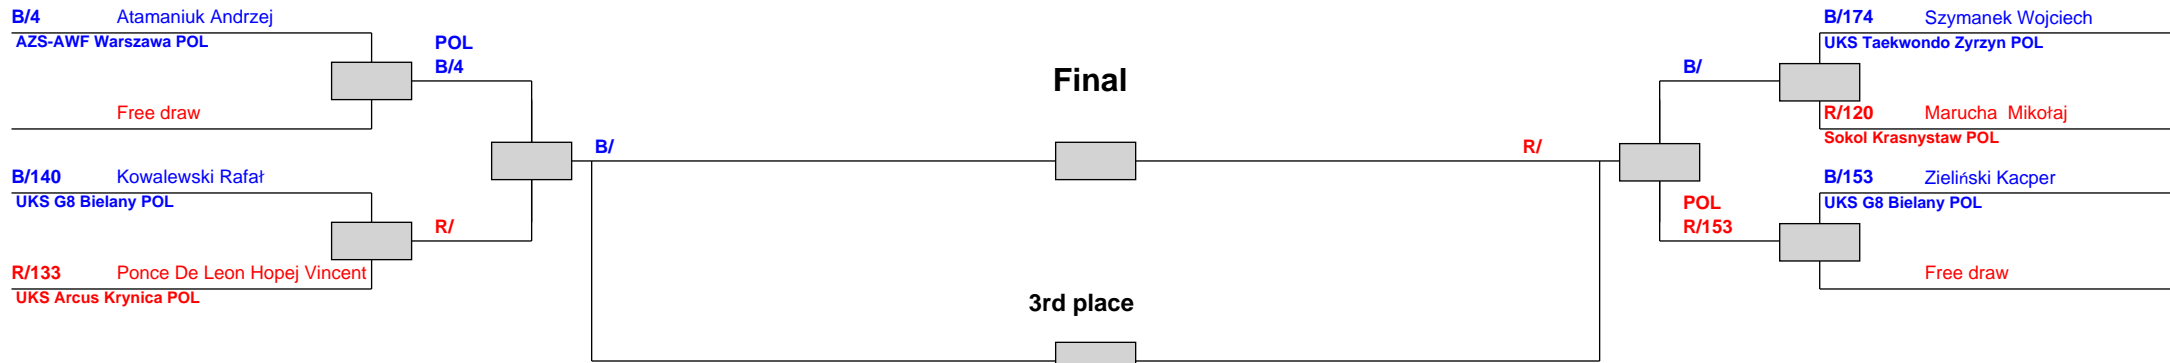 B/4 Atamaniuk Andrzej
AZS-AWF Warszawa POL
Free draw
B/140 Kowalewski Rafał
UKS G8 Bielany POL
R/133 Ponce De Leon Hopej Vincent
UKS Arcus Krynica POL
POL
B/4
R/
B/
Final
3rd place
R/
B/
POL
R/153
B/174 Szymanek Wojciech
UKS Taekwondo Zyrzyn POL
R/120 Marucha Mikołaj
Sokol Krasnystaw POL
B/153 Zieliński Kacper
UKS G8 Bielany POL
Free draw